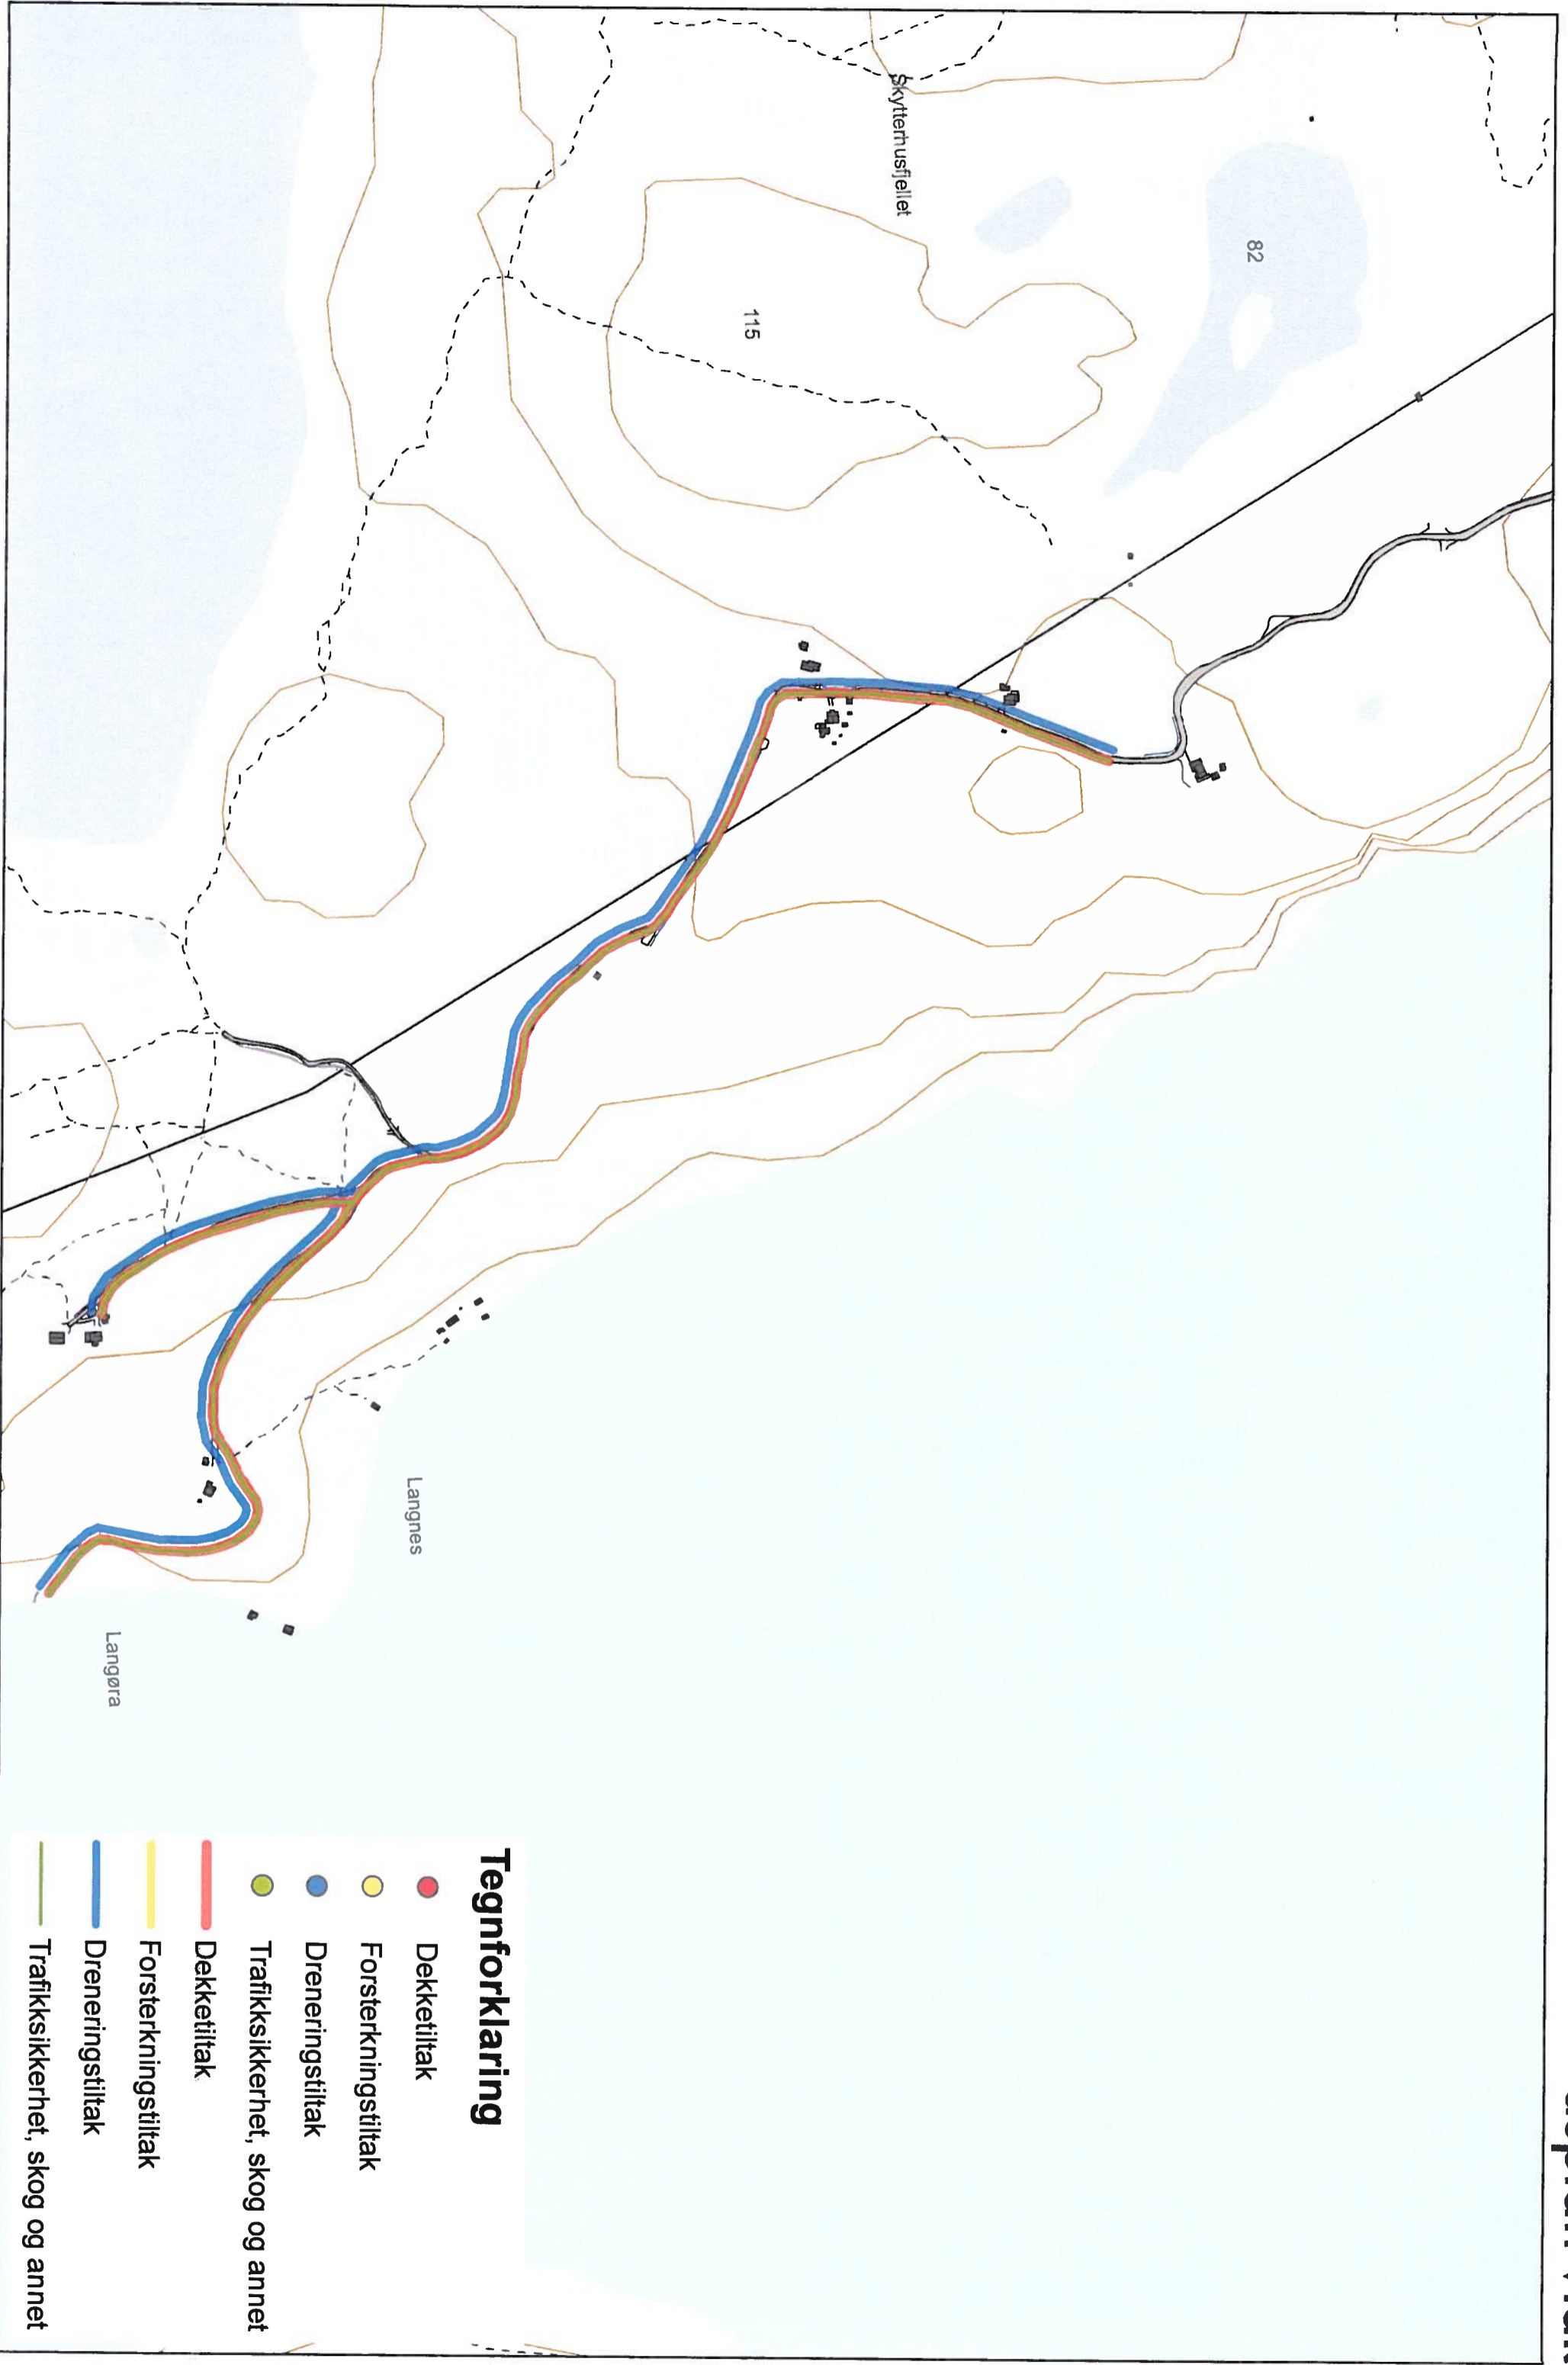 82
Skytterhusfjellet
115
Langnes
Langøra
Tegnforklaring
Dekketiltak
Forsterkningstiltak
Dreneringstiltak
Trafikksikkerhet, skog og annet
Dekketiltak
Forsterkningstiltak
Dreneringstiltak
Trafikksikkerhet, skog og annet